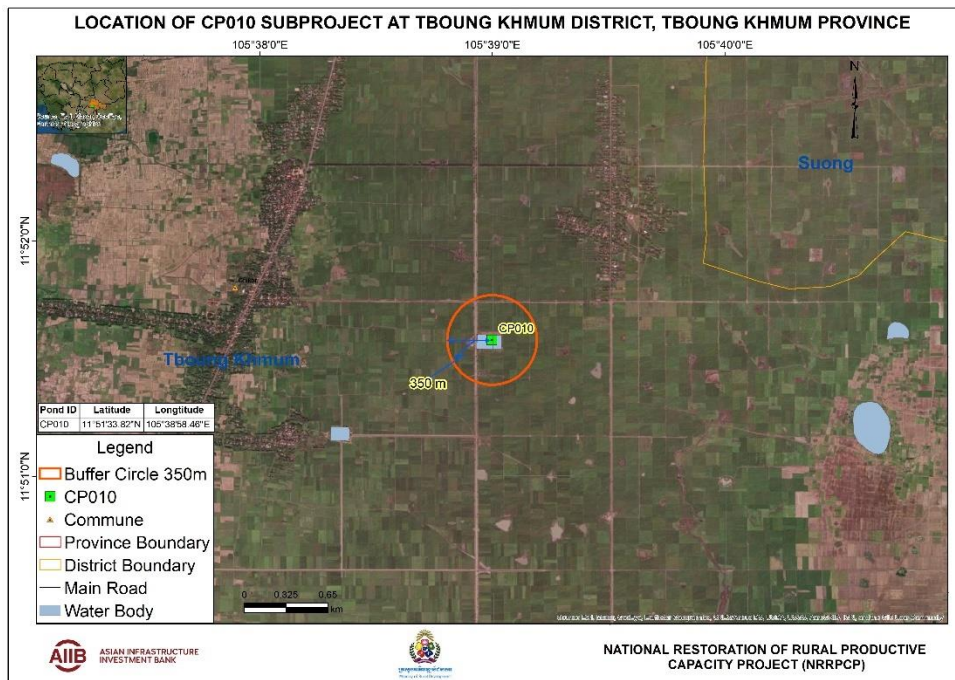 LOCATION OF CP010 SUBPROJECT AT TBOUNG KHMUM DISTRICT, TBOUNG KHMUM PROVINCE
105°38'0"E
105°39'0"E
105°40'0"E
N
Suong
11°52'0"N
CP010
Tboung Khmum
350 m
Pond ID Latitude Longtitude
CP010 11°51'33.82"N 105°38'58.46"E
11°51'0"N
Legend
Buffer Circle 350m
CP010
Commune
Province Boundary
District Boundary
Main Road
Water Body
0 0.325 0.65
km
AIIB
ASIAN INFRASTRUCTURE
INVESTMENT BANK
Ministry of Rural Development
NATIONAL RESTORATION OF RURAL PRODUCTIVE
CAPACITY PROJECT (NRRPCP)